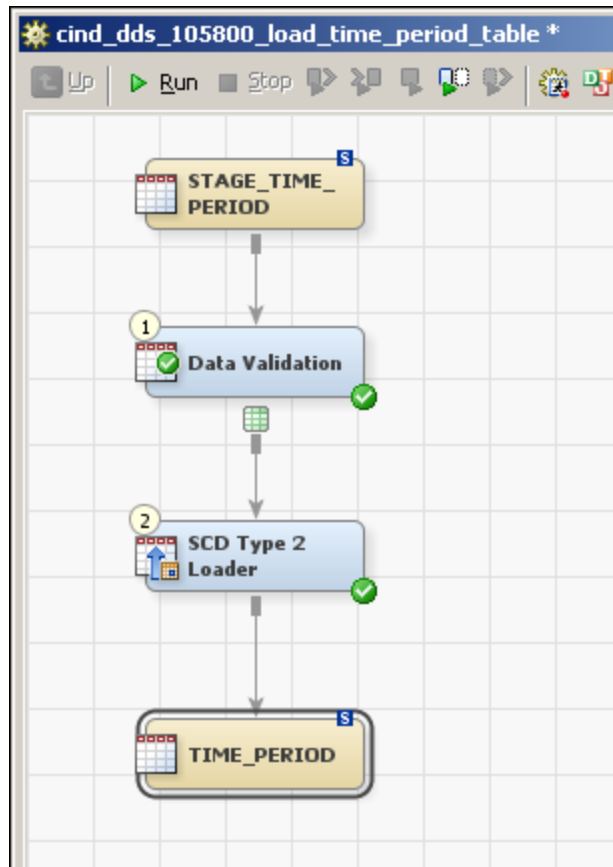 cind_dds_105800_load_time_period_table *
Up Run Stop
S
STAGE_TIME_
PERIOD
1
Data Validation
2
SCD Type 2
Loader
S
TIME_PERIOD